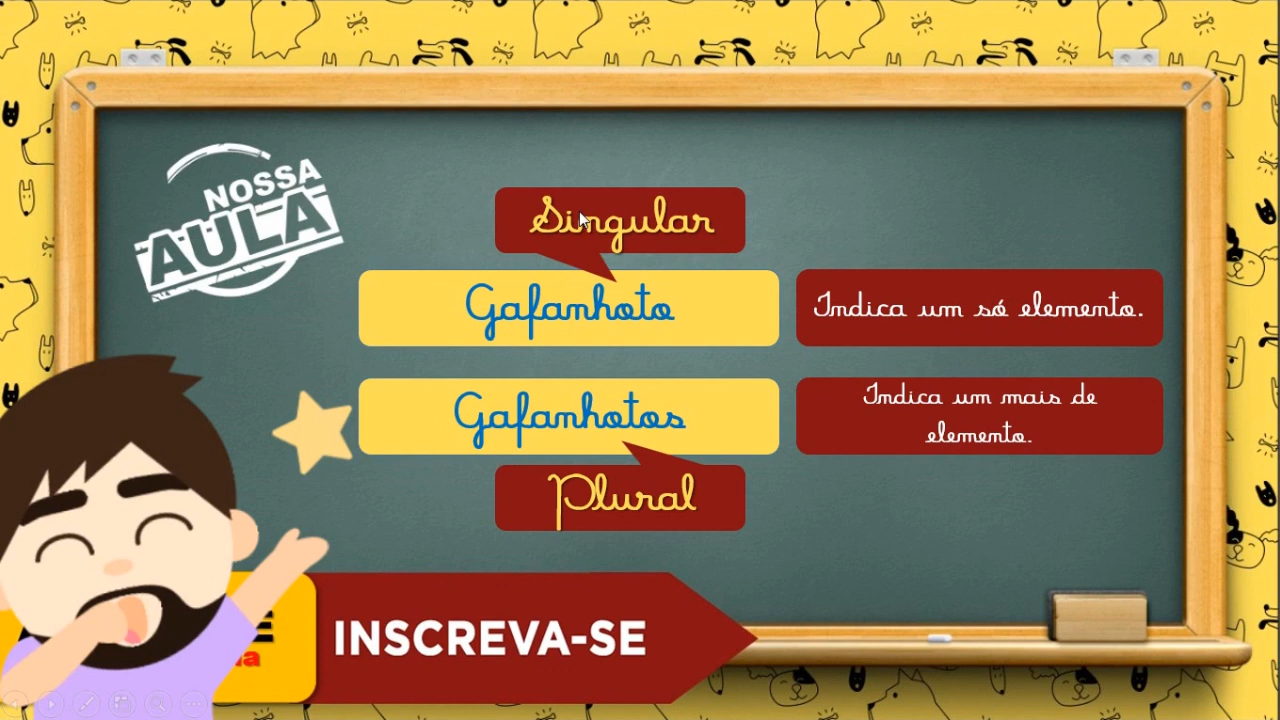 NOSSA
AULA
Singular
Gafanhoto
Indica um só elemento.
Gafanhotos
Indica um mais de
elemento.
Plural
INSCREVA-SE